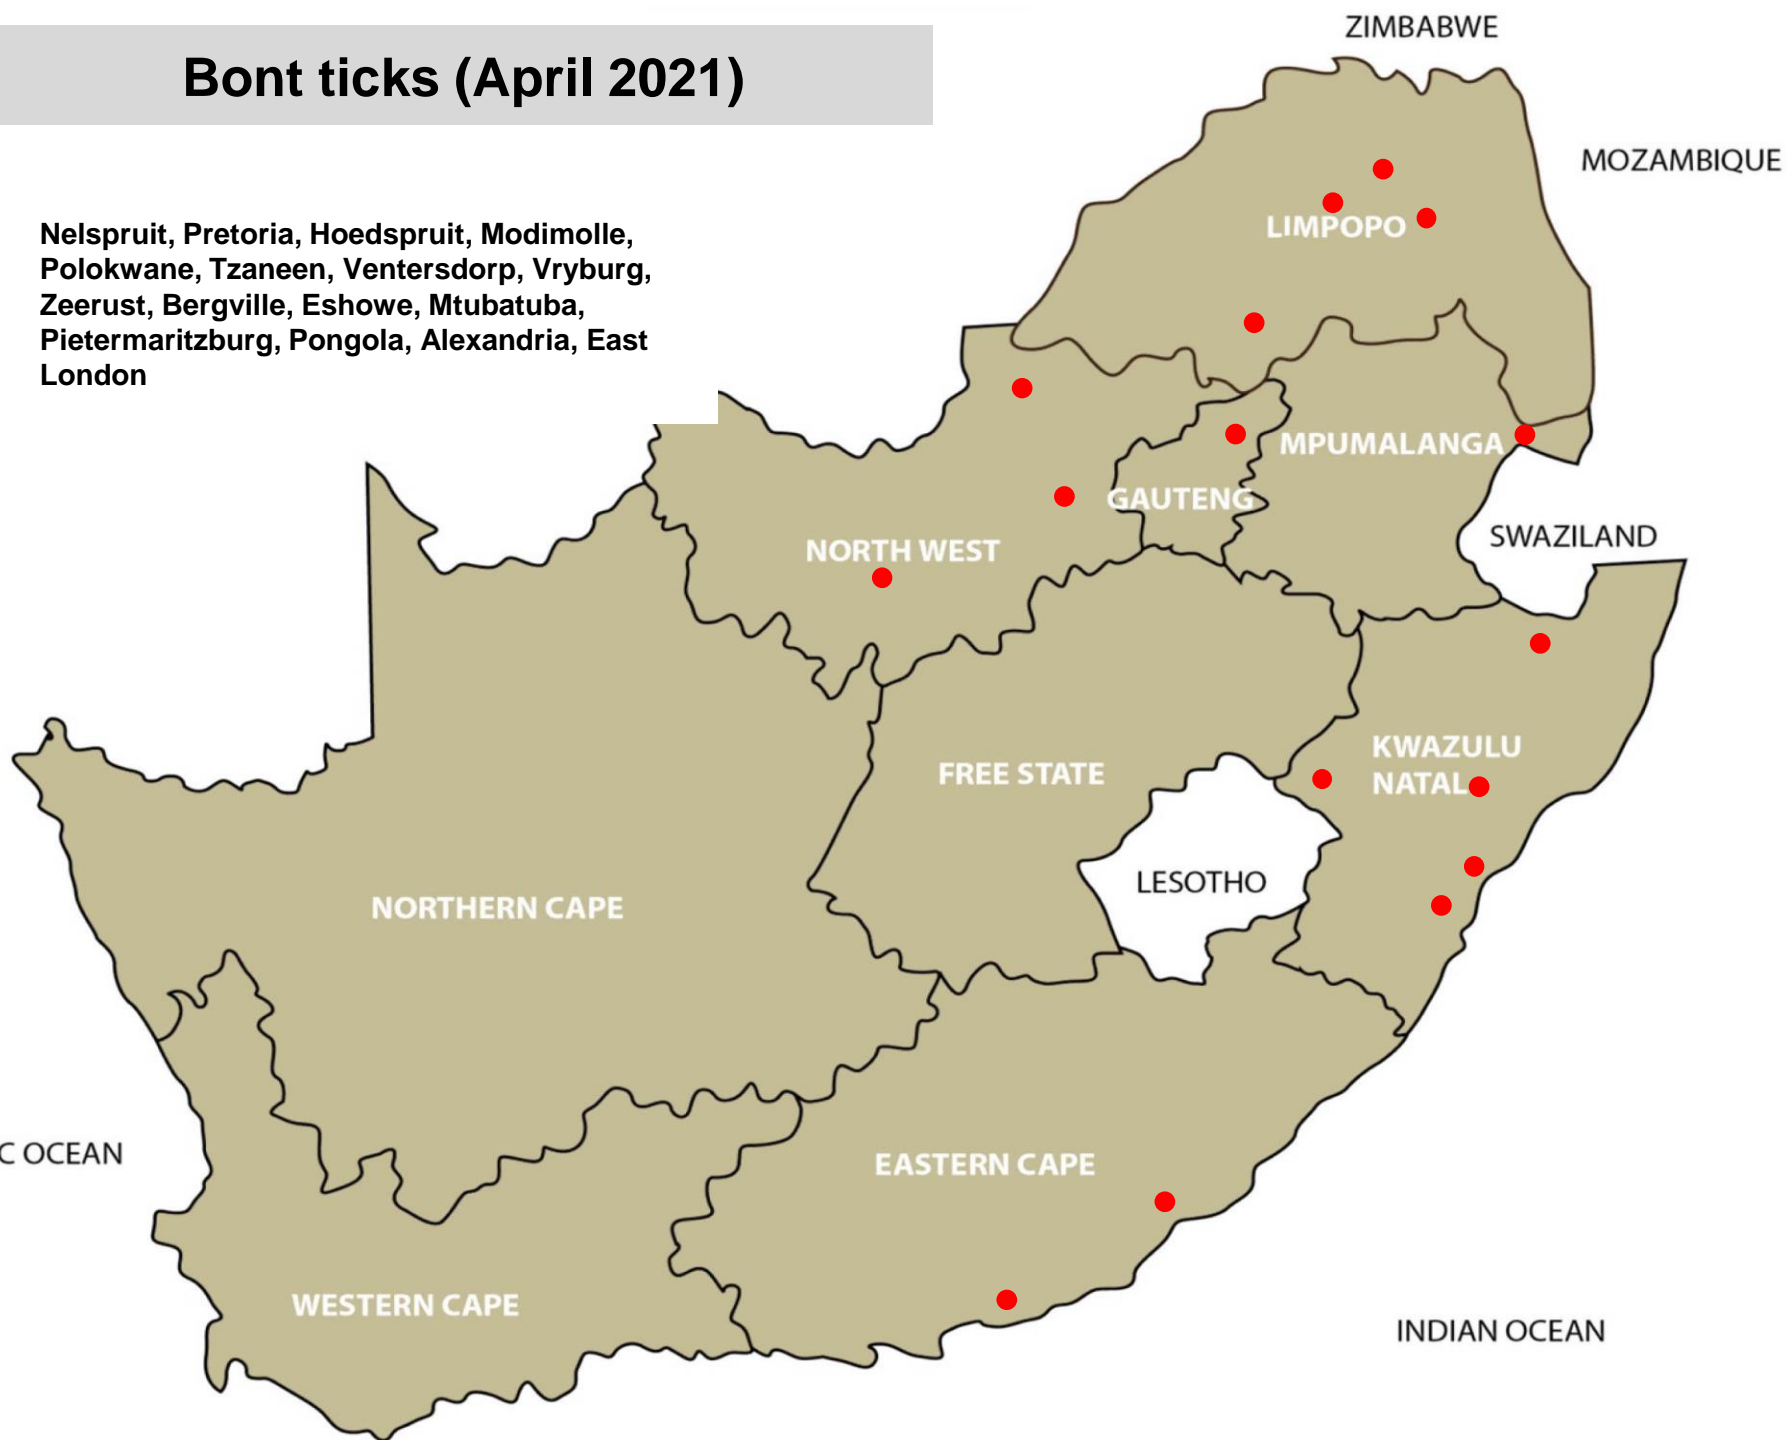 ZIMBABWE
Bont ticks (April 2021)
MOZAMBIQUE
Nelspruit, Pretoria, Hoedspruit, Modimolle,
Polokwane, Tzaneen, Ventersdorp, Vryburg,
Zeerust, Bergville, Eshowe, Mtubatuba,
Pietermaritzburg, Pongola, Alexandria, East
London
LIMPOPO
MPUMALANGA
GAUTENG
SWAZILAND
NORTH WEST
KWAZULU
NATAL
FREE STATE
LESOTHO
NORTHERN CAPE
C OCEAN
EASTERN CAPE
WESTERN CAPE
INDIAN OCEAN